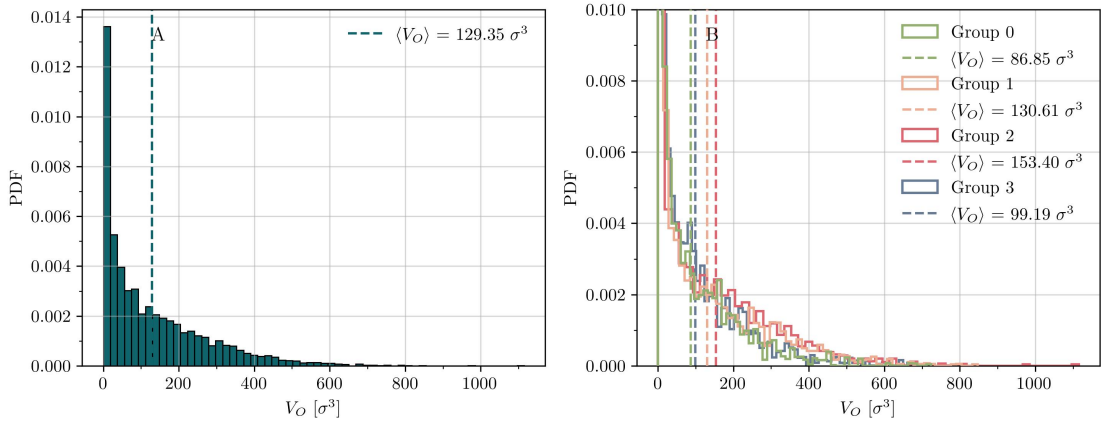 A
⟨V_O⟩ = 129.35 σ³
PDF
0.014
0.012
0.010
0.008
0.006
0.004
0.002
0.000
0 200 400 600 800 1000
V_O [σ³]
B
Group 0
⟨V_O⟩ = 86.85 σ³
Group 1
⟨V_O⟩ = 130.61 σ³
Group 2
⟨V_O⟩ = 153.40 σ³
Group 3
⟨V_O⟩ = 99.19 σ³
PDF
0.010
0.008
0.006
0.004
0.002
0.000
0 200 400 600 800 1000
V_O [σ³]